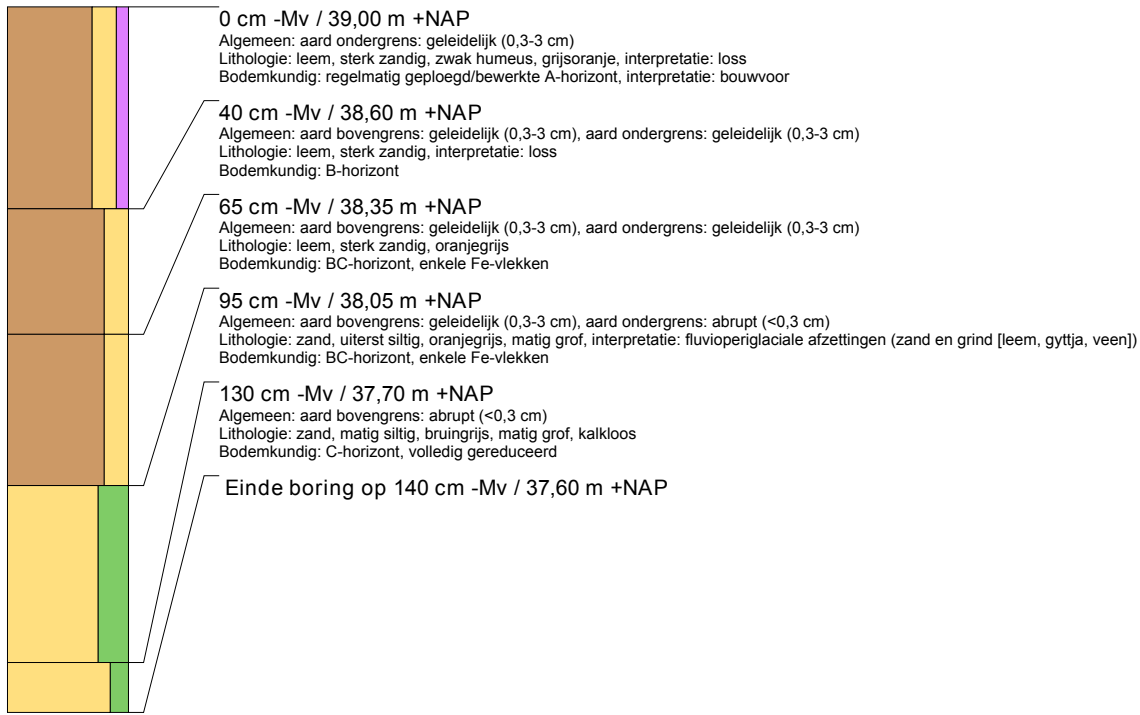 0 cm -Mv / 39,00 m +NAP
Algemeen: aard ondergrens: geleidelijk (0,3-3 cm)
Lithologie: leem, sterk zandig, zwak humeus, grijsoranje, interpretatie: loss
Bodemkundig: regelmatig geploegd/bewerkte A-horizont, interpretatie: bouwvoor
40 cm -Mv / 38,60 m +NAP
Algemeen: aard bovengrens: geleidelijk (0,3-3 cm), aard ondergrens: geleidelijk (0,3-3 cm)
Lithologie: leem, sterk zandig, interpretatie: loss
Bodemkundig: B-horizont
65 cm -Mv / 38,35 m +NAP
Algemeen: aard bovengrens: geleidelijk (0,3-3 cm), aard ondergrens: geleidelijk (0,3-3 cm)
Lithologie: leem, sterk zandig, oranjegrijs
Bodemkundig: BC-horizont, enkele Fe-vlekken
95 cm -Mv / 38,05 m +NAP
Algemeen: aard bovengrens: geleidelijk (0,3-3 cm), aard ondergrens: abrupt (<0,3 cm)
Lithologie: zand, uiterst siltig, oranjegrijs, matig grof, interpretatie: fluvioperiglaciale afzettingen (zand en grind [leem, gyttja, veen])
Bodemkundig: BC-horizont, enkele Fe-vlekken
130 cm -Mv / 37,70 m +NAP
Algemeen: aard bovengrens: abrupt (<0,3 cm)
Lithologie: zand, matig siltig, bruingrijs, matig grof, kalkloos
Bodemkundig: C-horizont, volledig gereduceerd
Einde boring op 140 cm -Mv / 37,60 m +NAP